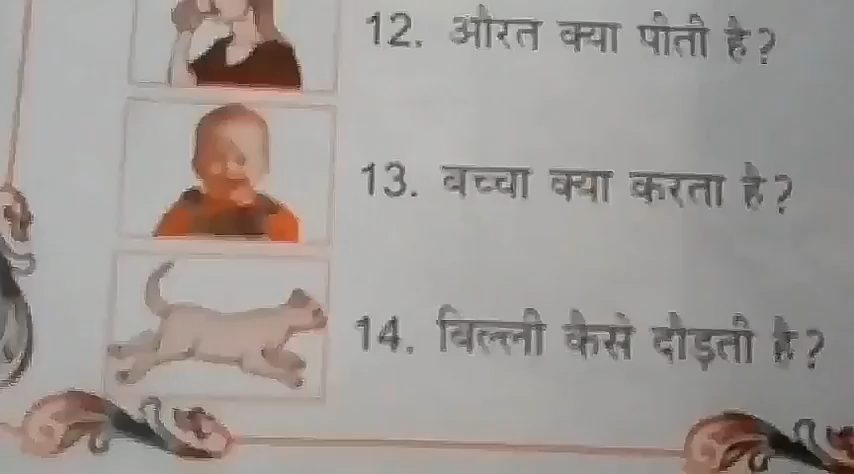 12. औरत क्या पीती है?
13. बच्चा क्या करता है?
14. बिल्ली कैसे दौड़ती है?